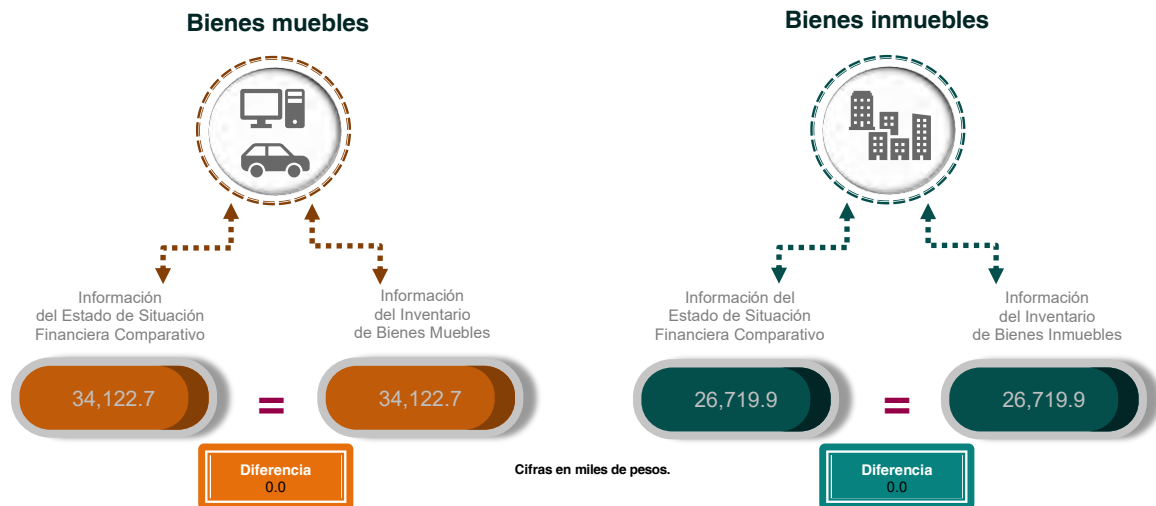 Bienes muebles
Información
del Estado de Situación
Financiera Comparativo
Información
del Inventario
de Bienes Muebles
34,122.7
=
34,122.7
Diferencia
0.0
Cifras en miles de pesos.
Bienes inmuebles
Información del
Estado de Situación
Financiera Comparativo
Información
del Inventario
de Bienes Inmuebles
26,719.9
=
26,719.9
Diferencia
0.0